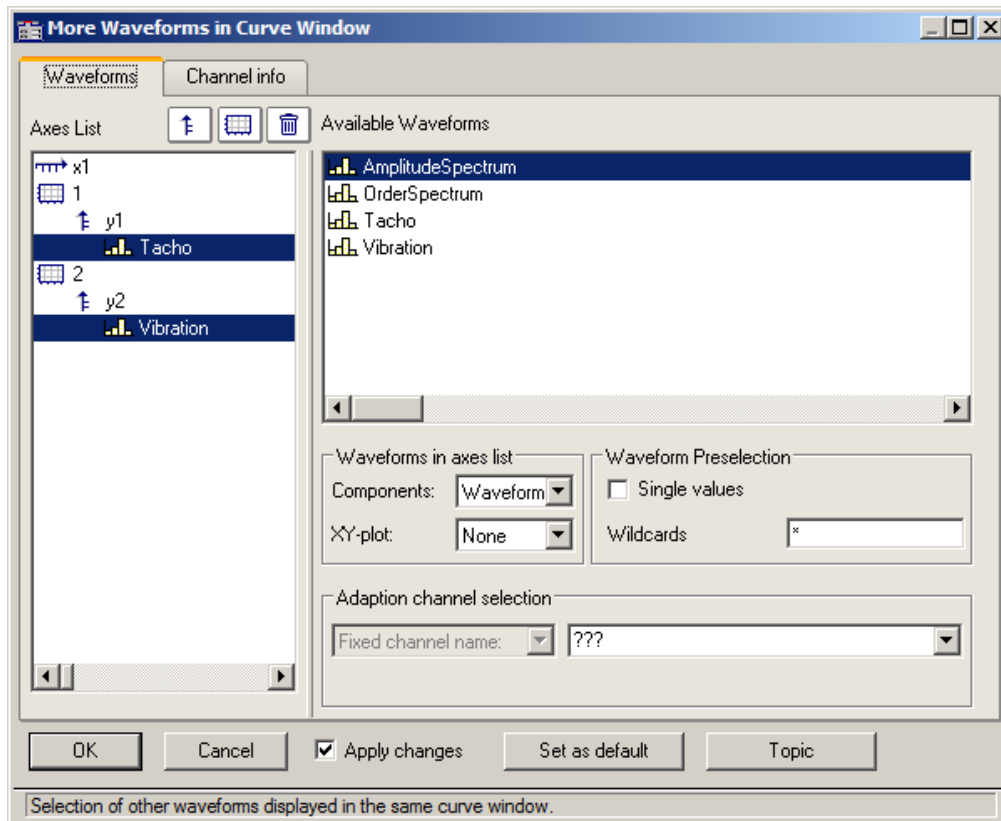 More Waveforms in Curve Window
Waveforms
Channel info
Axes List
Available Waveforms
x1
1
y1
Tacho
2
y2
Vibration
AmplitudeSpectrum
OrderSpectrum
Tacho
Vibration
Waveforms in axes list
Components: Waveform
XY-plot: None
Waveform Preselection
Single values
Wildcards *
Adaption channel selection
Fixed channel name: ???
OK
Cancel
Apply changes
Set as default
Topic
Selection of other waveforms displayed in the same curve window.